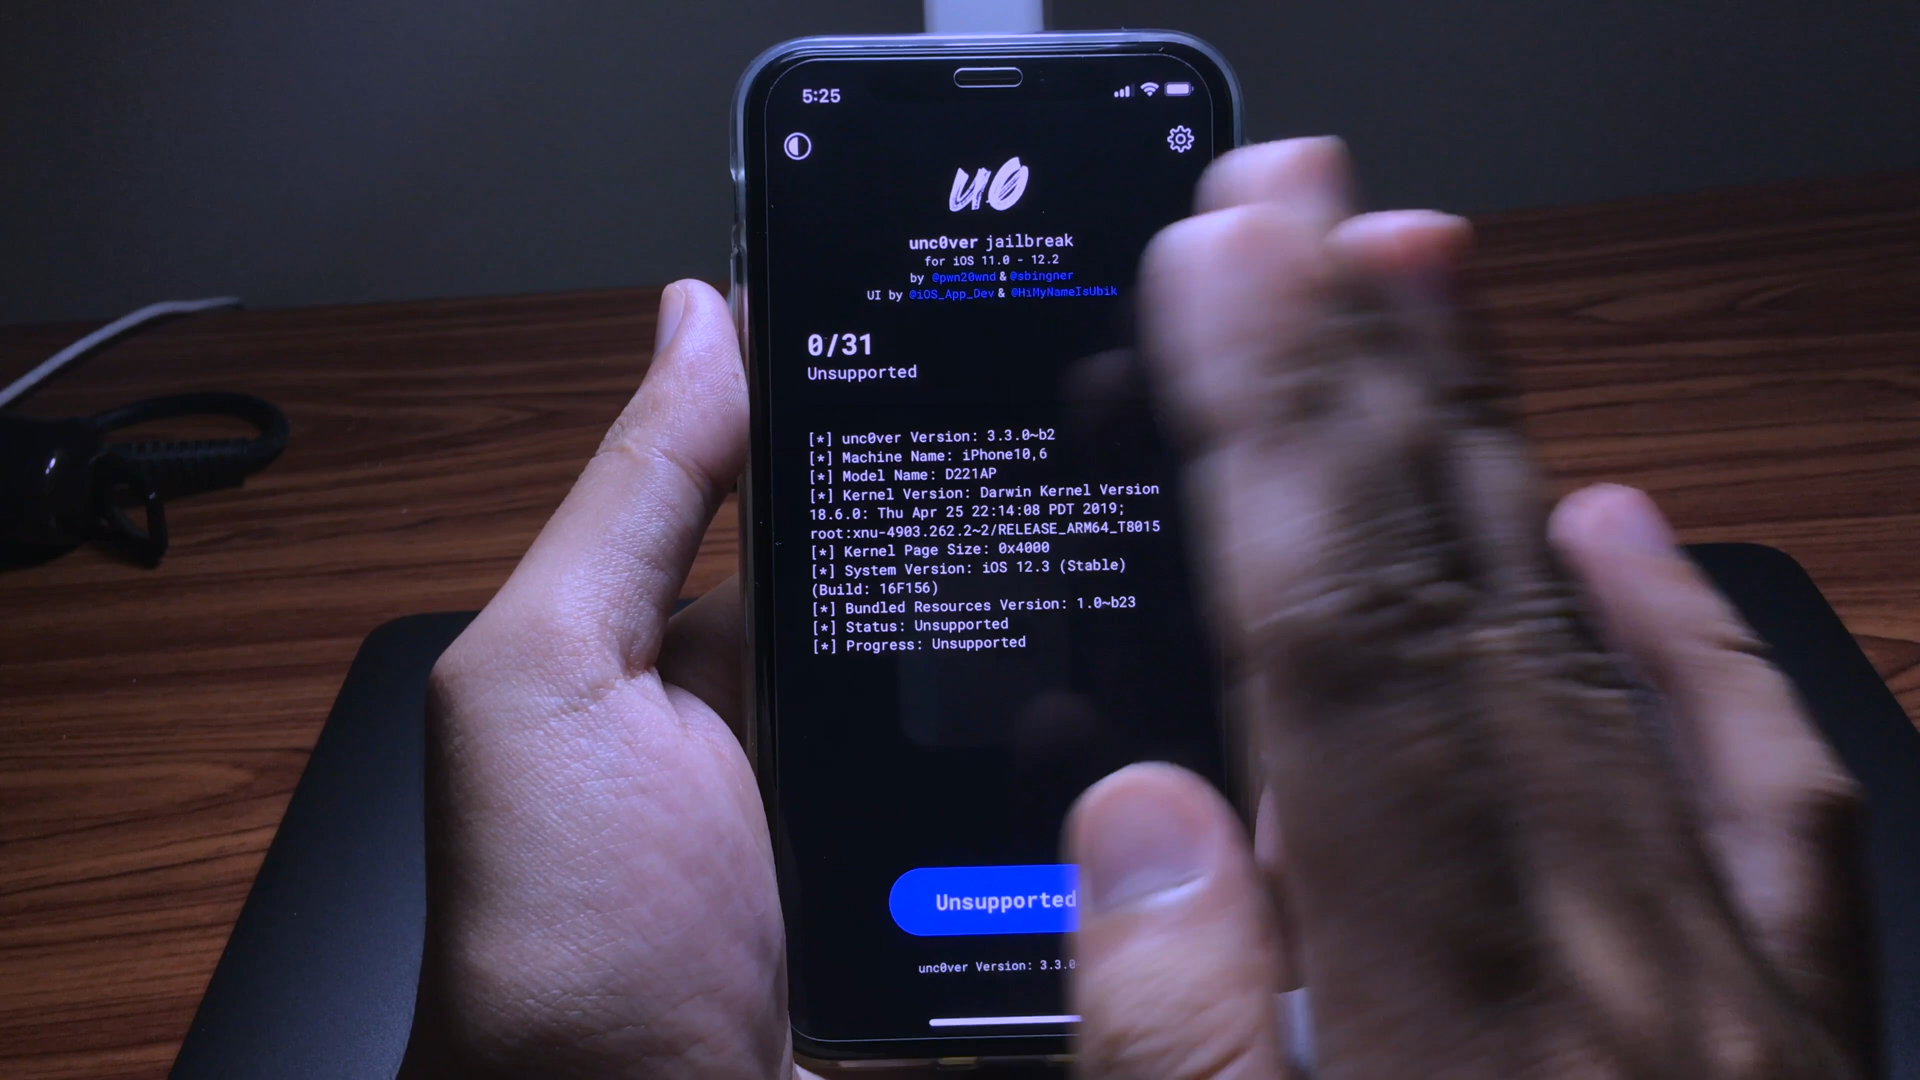 5:25
u0
unc0ver jailbreak
for iOS 11.0 - 12.2
by @pwn20wnd & @sbingner
UI by @iOS_App_Dev & @HiMyNameIsUbik
0/31
Unsupported
[*] unc0ver Version: 3.3.0~b2
[*] Machine Name: iPhone10,6
[*] Model Name: D221AP
[*] Kernel Version: Darwin Kernel Version
18.6.0: Thu Apr 25 22:14:08 PDT 2019;
root:xnu-4903.262.2~2/RELEASE_ARM64_T8015
[*] Kernel Page Size: 0x4000
[*] System Version: iOS 12.3 (Stable)
(Build: 16F156)
[*] Bundled Resources Version: 1.0~b23
[*] Status: Unsupported
[*] Progress: Unsupported
Unsupported
unc0ver Version: 3.3.0